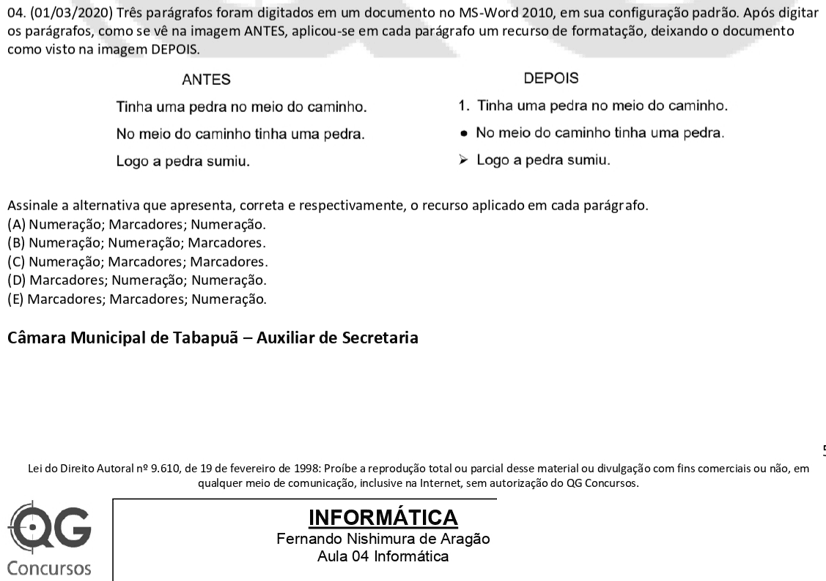 04. (01/03/2020) Três parágrafos foram digitados em um documento no MS-Word 2010, em sua configuração padrão. Após digitar
os parágrafos, como se vê na imagem ANTES, aplicou-se em cada parágrafo um recurso de formatação, deixando o documento
como visto na imagem DEPOIS.
ANTES
Tinha uma pedra no meio do caminho.
No meio do caminho tinha uma pedra.
Logo a pedra sumiu.
DEPOIS
1. Tinha uma pedra no meio do caminho.
● No meio do caminho tinha uma pedra.
➢ Logo a pedra sumiu.
Assinale a alternativa que apresenta, correta e respectivamente, o recurso aplicado em cada parágrafo.
(A) Numeração; Marcadores; Numeração.
(B) Numeração; Numeração; Marcadores.
(C) Numeração; Marcadores; Marcadores.
(D) Marcadores; Numeração; Numeração.
(E) Marcadores; Marcadores; Numeração.
Câmara Municipal de Tabapuã – Auxiliar de Secretaria
Lei do Direito Autoral nº 9.610, de 19 de fevereiro de 1998: Proíbe a reprodução total ou parcial desse material ou divulgação com fins comerciais ou não, em
qualquer meio de comunicação, inclusive na Internet, sem autorização do QG Concursos.
QG
Concursos
INFORMÁTICA
Fernando Nishimura de Aragão
Aula 04 Informática